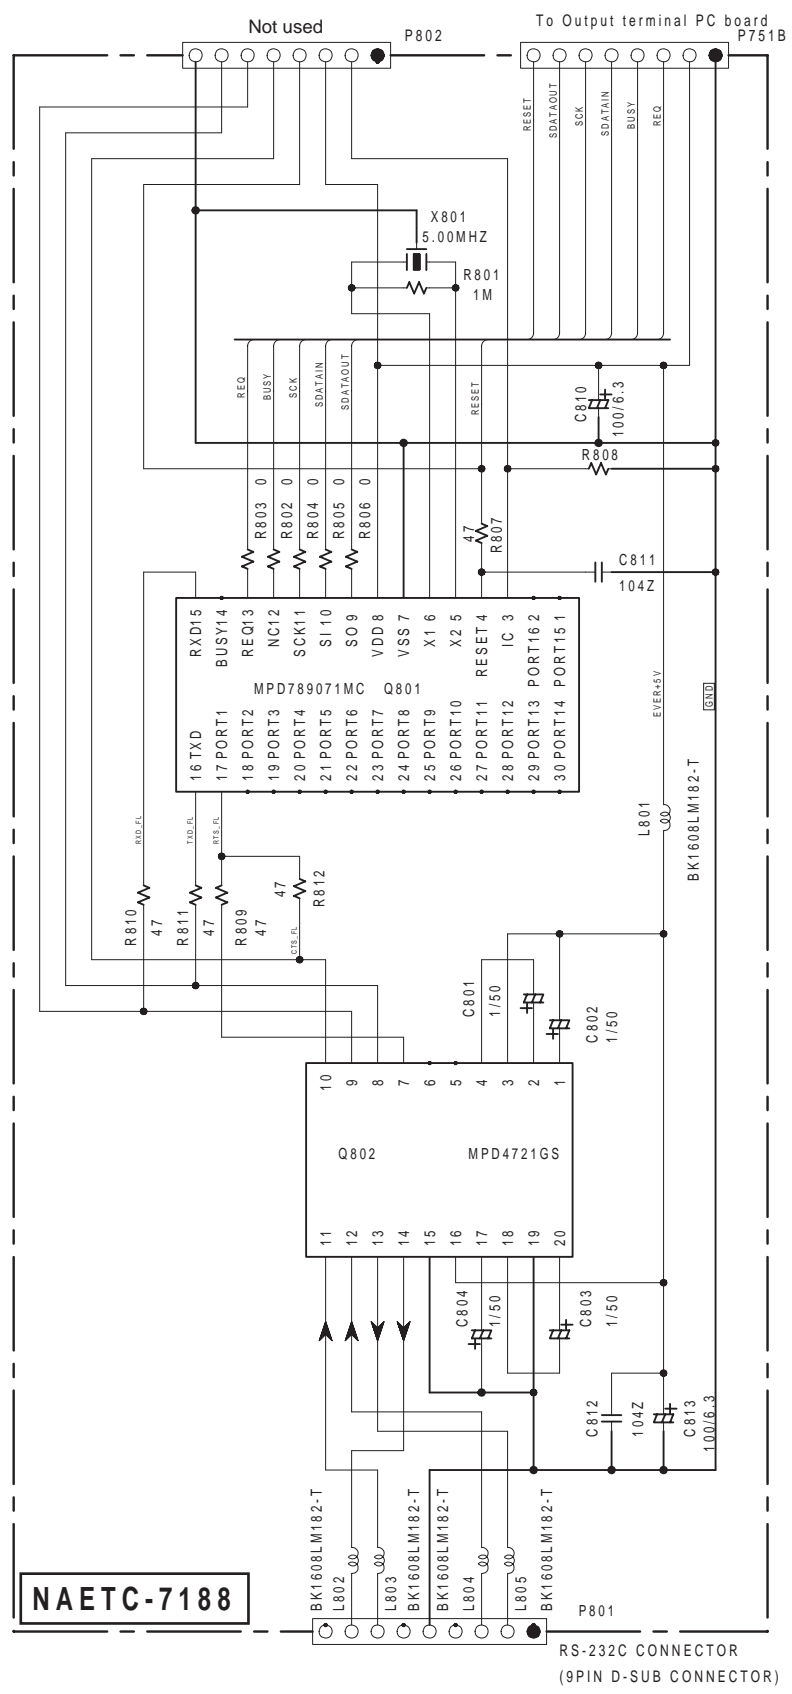 Not used
P802
To Output terminal PC board
P751B
RESET
SDATAOUT
SCK
SDATAIN
BUSY
REQ
X801
5.00MHZ
R801
1M
REQ
BUSY
SCK
SDATAIN
SDATAOUT
RESET
C810
100/6.3
R808
R803 0
R802 0
R804 0
R805 0
R806 0
47
R807
C811
104Z
RXD15
BUSY14
REQ13
NC12
SCK11
SI10
SO9
VDD8
VSS7
X16
X25
RESET4
IC 3
PORT16 2
PORT15 1
MPD789071MC Q801
16 TXD
17 PORT1
18 PORT2
19 PORT3
20 PORT4
21 PORT5
22 PORT6
23 PORT7
24 PORT8
25 PORT9
26 PORT10
27 PORT11
28 PORT12
29 PORT13
30 PORT14
EVER+5V
GND
L801
BK1608LM182-T
RXD_FL
TXD_FL
RTS_FL
R810
47
R811
47
R809
47
47
R812
CTS_FL
C801
1/50
C802
1/50
10
9
8
7
6
5
4
3
2
1
Q802
MPD4721GS
11
12
13
14
15
16
17
18
19
20
C804
1/50
C803
1/50
C812
104Z
C813
100/6.3
BK1608LM182-T
L802
L803
BK1608LM182-T
BK1608LM182-T
L804
L805
BK1608LM182-T
NAETC-7188
P801
RS-232C CONNECTOR
(9PIN D-SUB CONNECTOR)